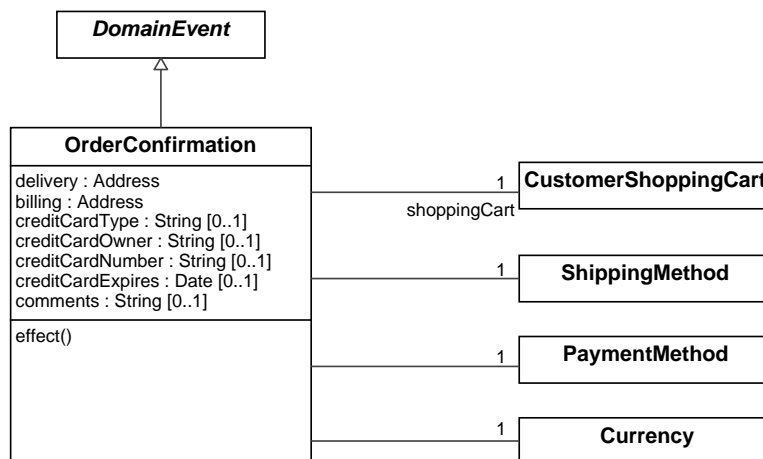 DomainEvent
OrderConfirmation
delivery : Address
billing : Address
creditCardType : String [0..1]
creditCardOwner : String [0..1]
creditCardNumber : String [0..1]
creditCardExpires : Date [0..1]
comments : String [0..1]
effect()
1
CustomerShoppingCart
shoppingCart
1
ShippingMethod
1
PaymentMethod
1
Currency